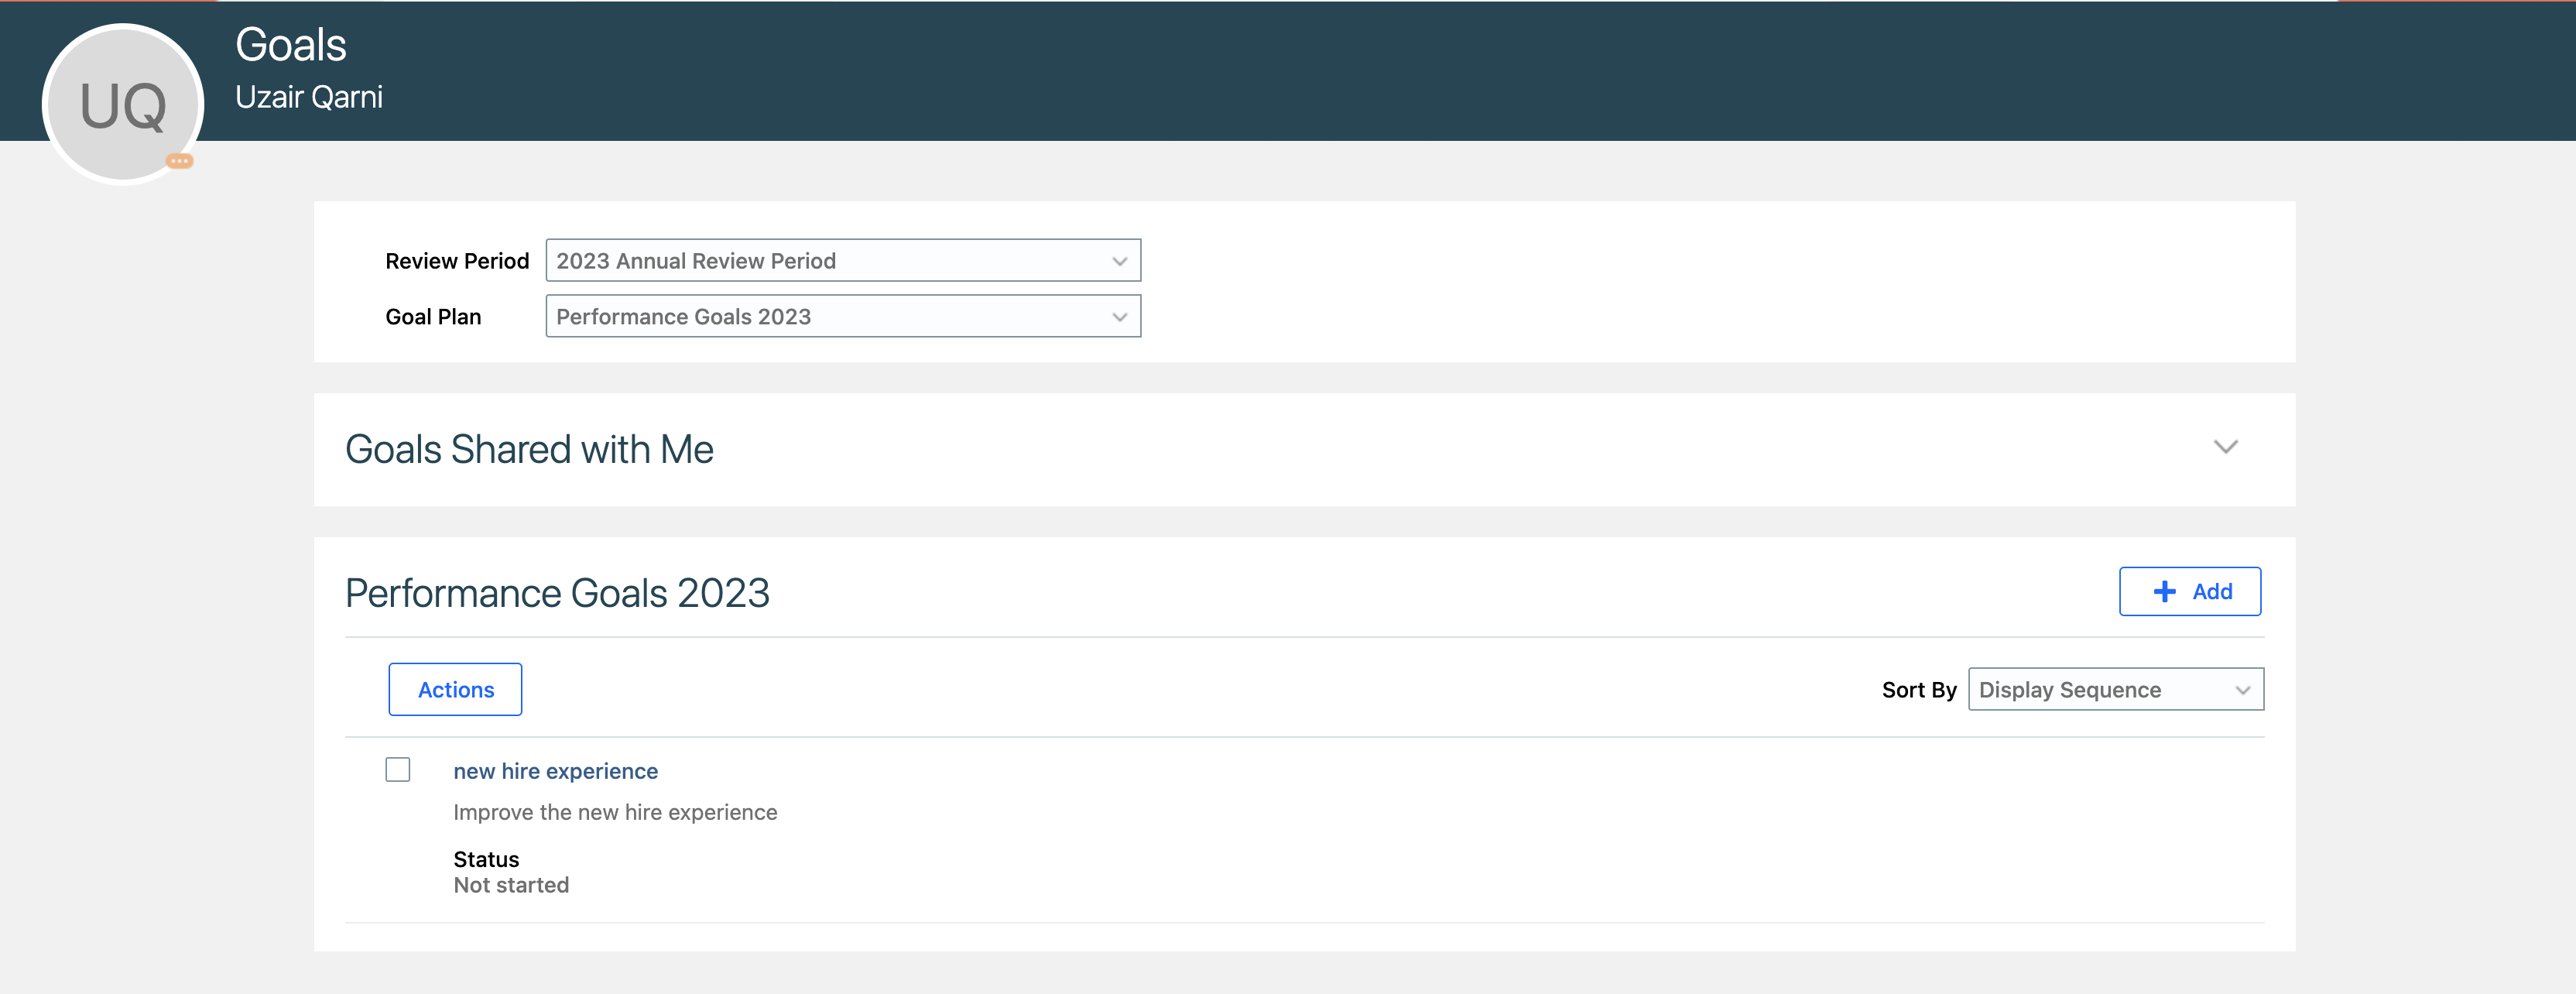 Goals
UQ
Uzair Qarni
Review Period 2023 Annual Review Period
Goal Plan Performance Goals 2023
Goals Shared with Me
Performance Goals 2023
Add
Actions
Sort By Display Sequence
new hire experience
Improve the new hire experience
Status
Not started